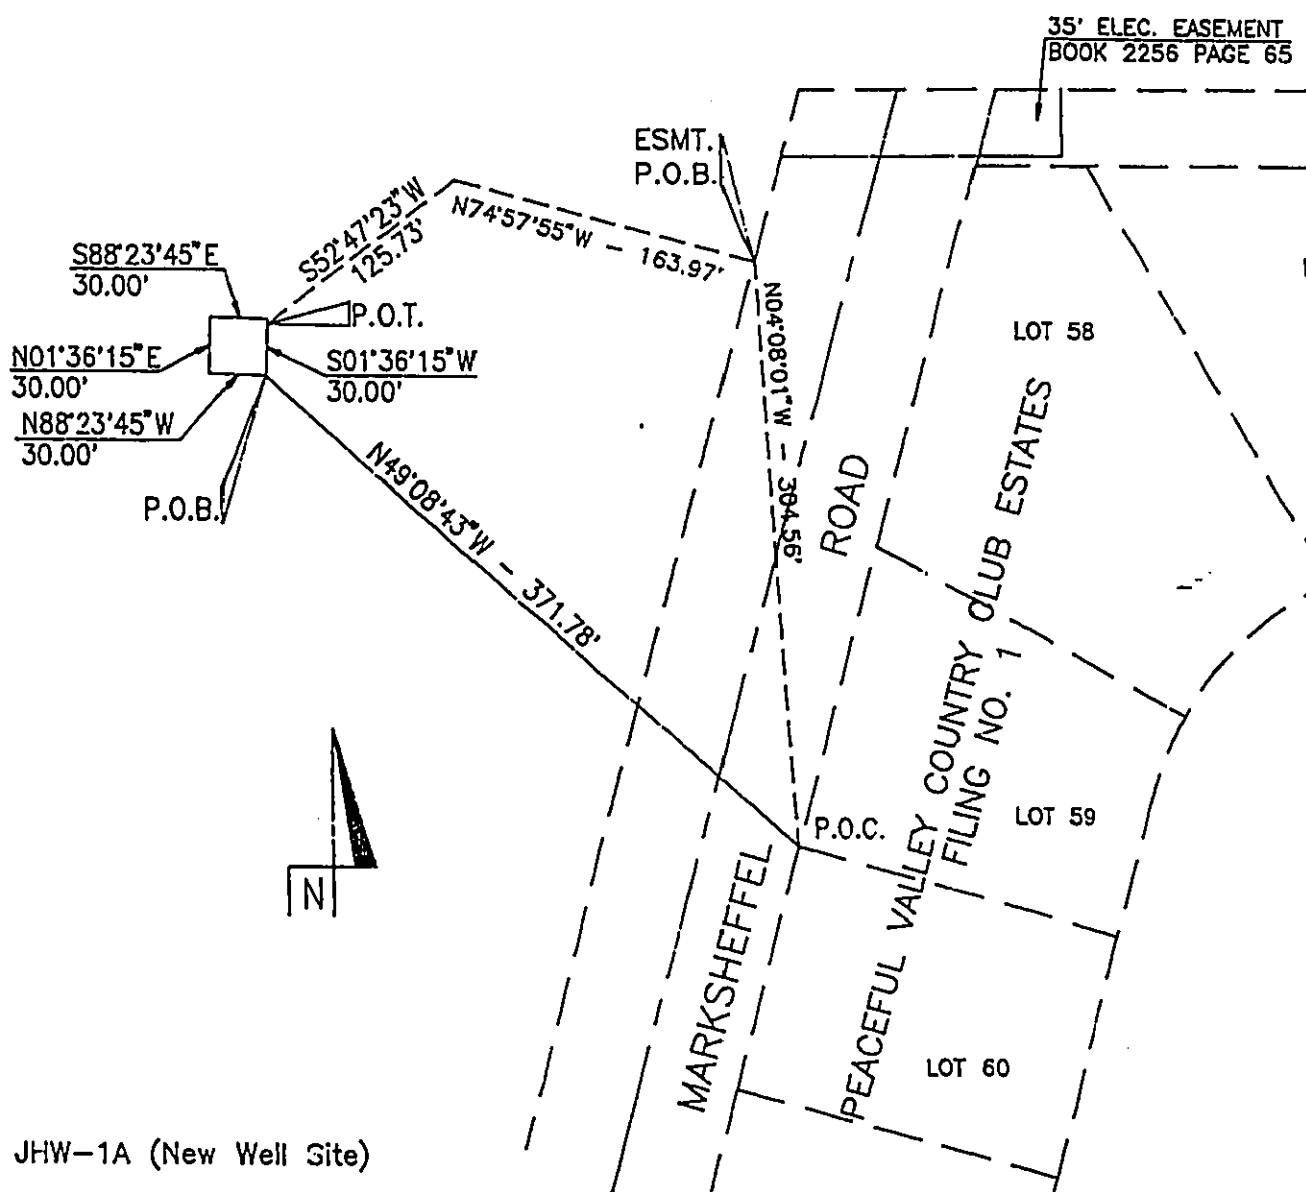 35' ELEC. EASEMENT
BOOK 2256 PAGE 65
ESMT.
P.O.B.
S52°47'23"W
125.73'
N74°57'55"W - 163.97'
S88°23'45"E
30.00'
P.O.T.
N01°36'15"E
30.00'
S01°36'15"W
30.00'
N88°23'45"W
30.00'
P.O.B.
N04°08'01"W - 304.56'
N49°08'43"W - 371.78'
LOT 58
ROAD
MARKSHEFFEL
PEACEFUL VALLEY COUNTRY CLUB ESTATES
FILING NO. 1
P.O.C.
LOT 59
LOT 60
N
JHW-1A (New Well Site)